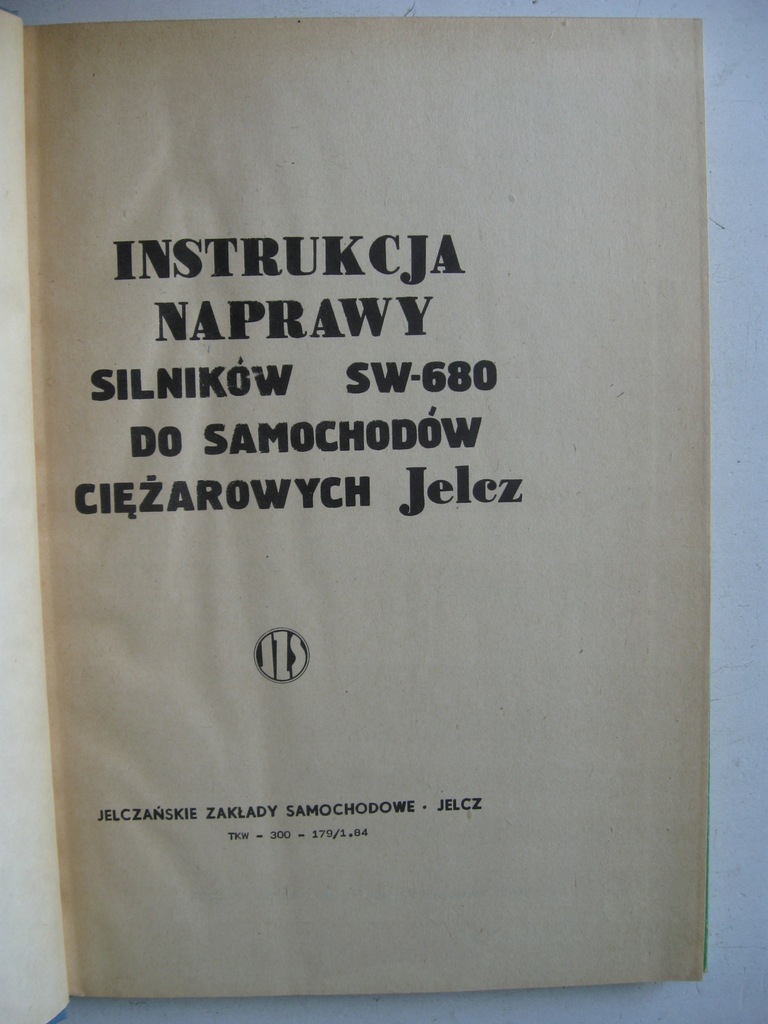 INSTRUKCJA
NAPRAWY
SILNIKÓW SW-680
DO SAMOCHODÓW
CIĘŻAROWYCH Jelcz
JZS
JELCZAŃSKIE ZAKŁADY SAMOCHODOWE · JELCZ
TKW - 300 - 179/1.84